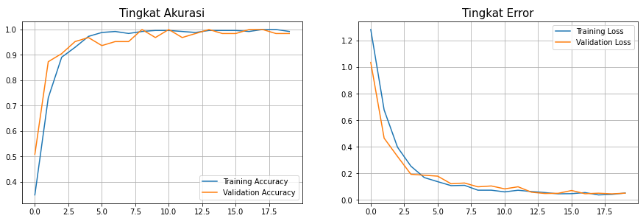 Tingkat Akurasi
1.0
0.9
0.8
0.7
0.6
0.5
0.4
Training Accuracy
Validation Accuracy
0.0 2.5 5.0 7.5 10.0 12.5 15.0 17.5
Tingkat Error
Training Loss
Validation Loss
1.2
1.0
0.8
0.6
0.4
0.2
0.0
0.0 2.5 5.0 7.5 10.0 12.5 15.0 17.5